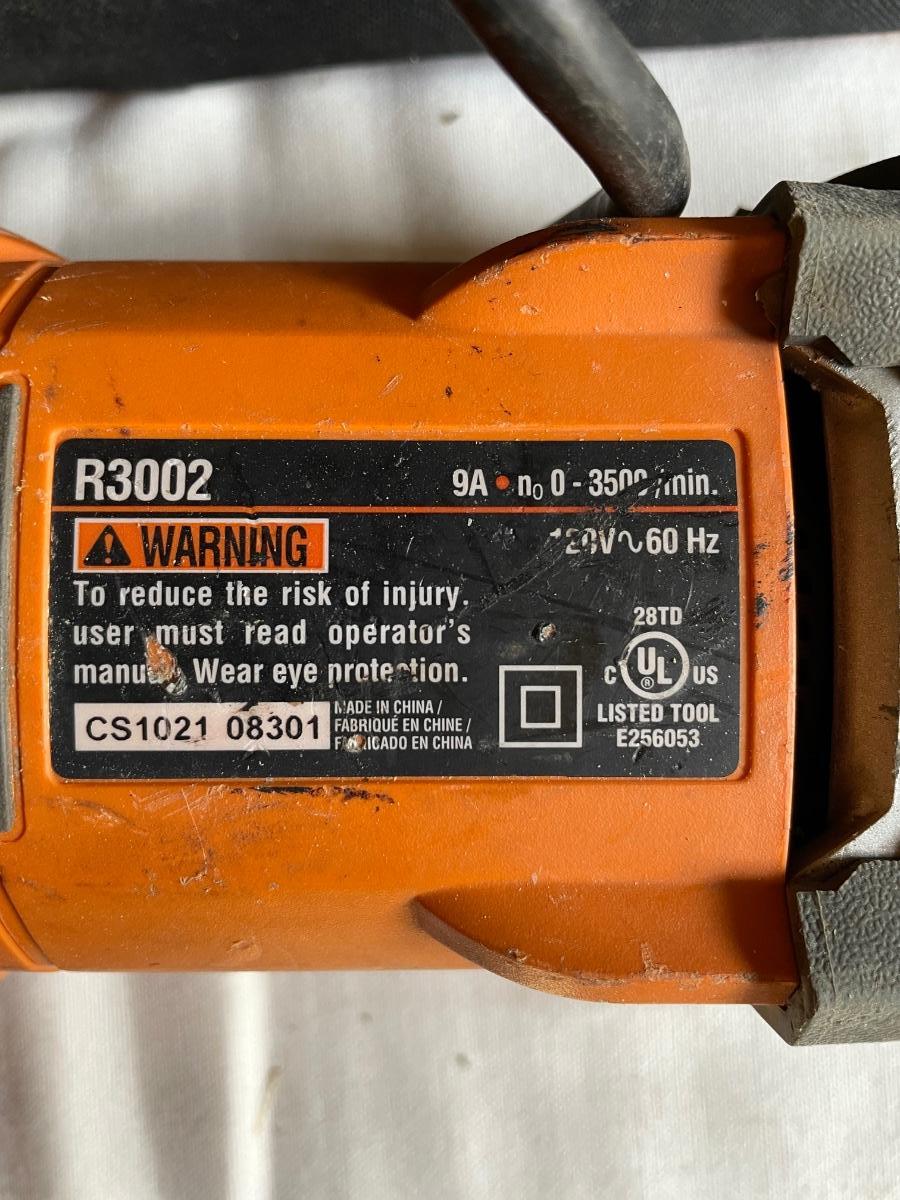 R3002 9A • n₀ 0 - 3500 /min.
WARNING 120V∿60 Hz
To reduce the risk of injury.
user must read operator's
manual. Wear eye protection.
CS1021 08301
MADE IN CHINA /
FABRIQUÉ EN CHINE /
FABRICADO EN CHINA
28TD
C UL ® US
LISTED TOOL
E256053